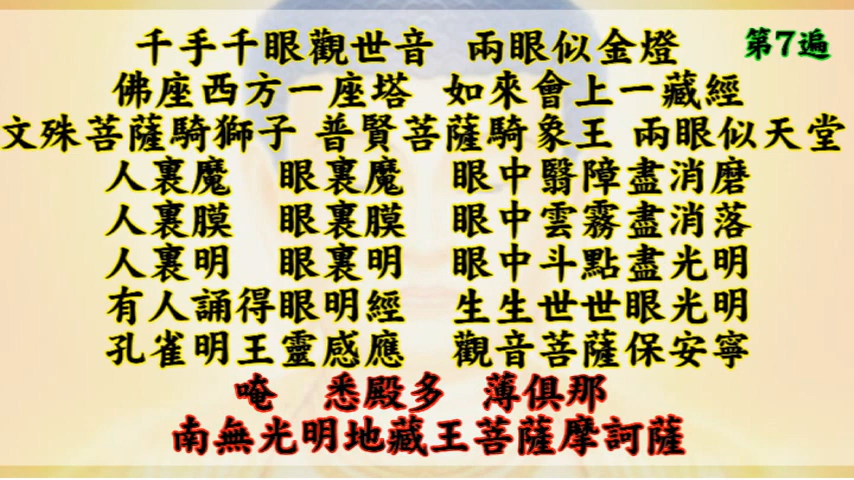 千手千眼觀世音 兩眼似金燈 第7遍
佛座西方一座塔 如來會上一藏經
文殊菩薩騎獅子 普賢菩薩騎象王 兩眼似天堂
人裏魔 眼裏魔 眼中翳障盡消磨
人裏膜 眼裏膜 眼中雲霧盡消落
人裏明 眼裏明 眼中斗點盡光明
有人誦得眼明經 生生世世眼光明
孔雀明王靈感應 觀音菩薩保安寧
唵 悉殿多 薄俱那
南無光明地藏王菩薩摩訶薩